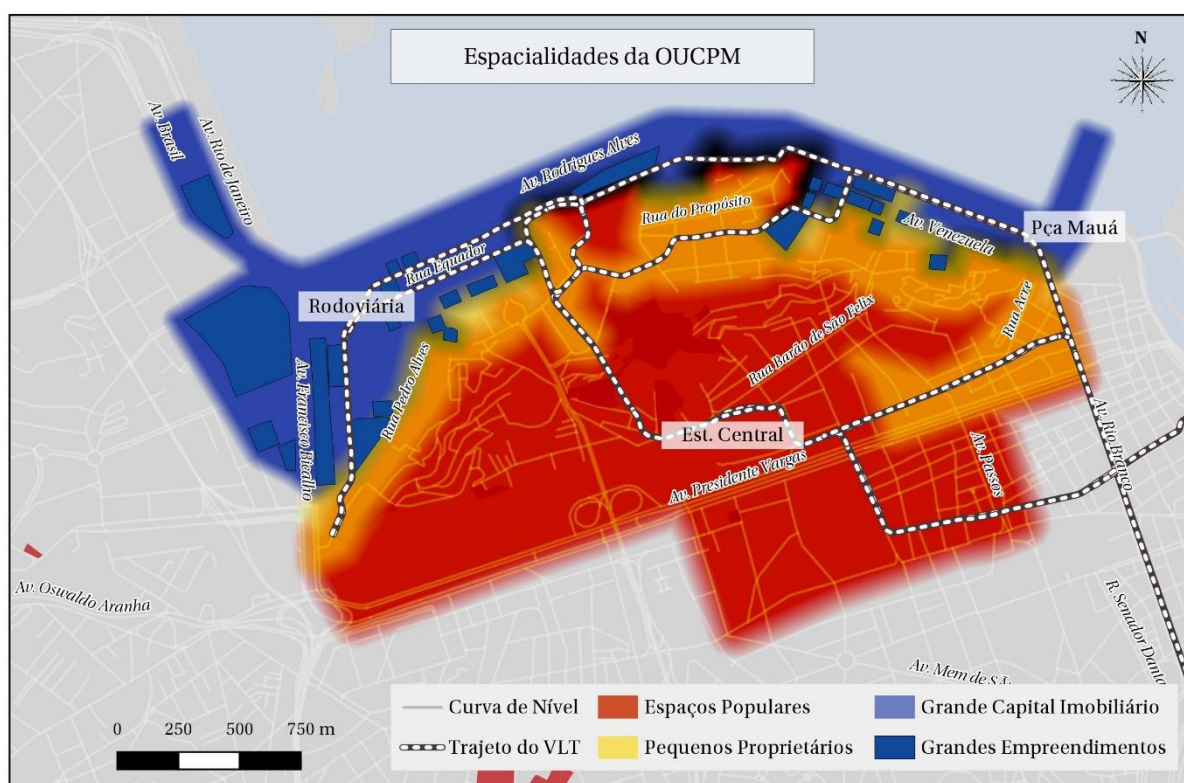 Espacialidades da OUCPM
N
Av. Brasil
Av. Rio de Janeiro
Av. Rodrigues Alves
Rua do Propósito
Av. Venezuela
Pça Mauá
Rua Equador
Rodoviária
Rua Acre
Rua Barão de São Felix
Rua Pedro Alves
Av. Francisco Bicalho
Est. Central
Av. Presidente Vargas
Av. Passos
Av. Rio Branco
Av. Oswaldo Aranha
R. Senador Danta
Av. Mem de Sá
0 250 500 750 m
Curva de Nível
Espaços Populares
Grande Capital Imobiliário
Trajeto do VLT
Pequenos Proprietários
Grandes Empreendimentos